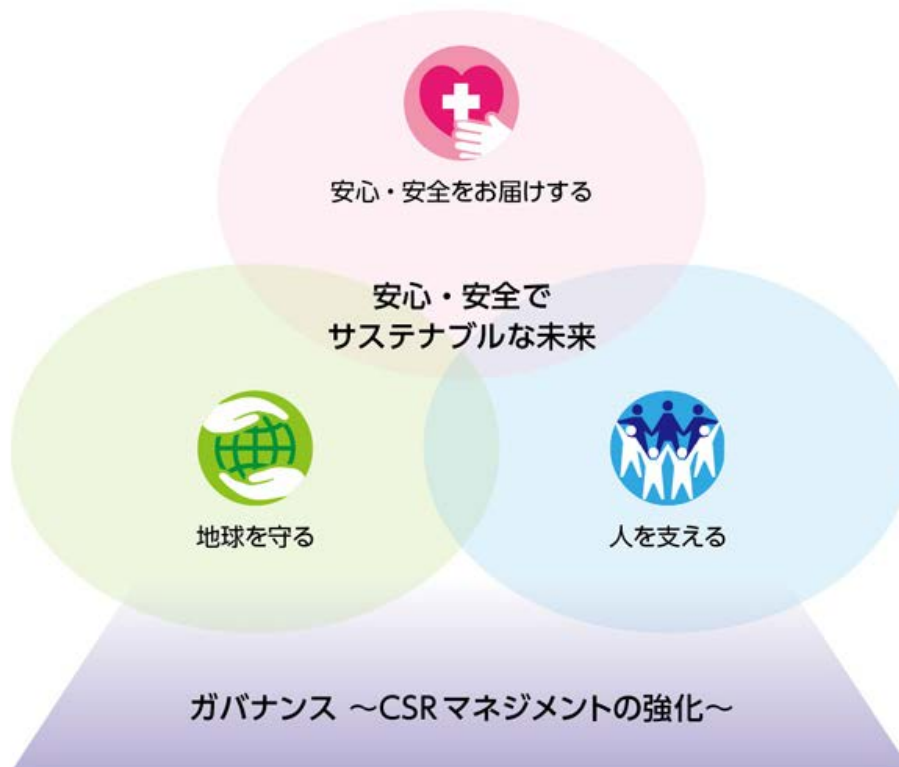 安心・安全をお届けする
安心・安全で
サステナブルな未来
地球を守る
人を支える
ガバナンス ～CSRマネジメントの強化～